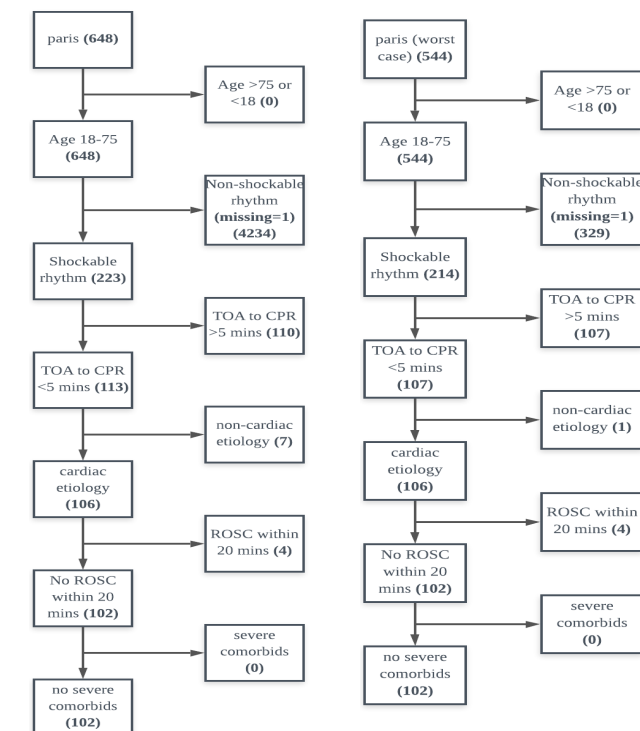 paris (648)
Age >75 or
<18 (0)
Age 18-75
(648)
Non-shockable
rhythm
(missing=1)
(4234)
Shockable
rhythm (223)
TOA to CPR
>5 mins (110)
TOA to CPR
<5 mins (113)
non-cardiac
etiology (7)
cardiac
etiology
(106)
ROSC within
20 mins (4)
No ROSC
within 20
mins (102)
severe
comorbids
(0)
no severe
comorbids
(102)
paris (worst
case) (544)
Age >75 or
<18 (0)
Age 18-75
(544)
Non-shockable
rhythm
(missing=1)
(329)
Shockable
rhythm (214)
TOA to CPR
>5 mins
(107)
TOA to CPR
<5 mins
(107)
non-cardiac
etiology (1)
cardiac
etiology
(106)
ROSC within
20 mins (4)
No ROSC
within 20
mins (102)
severe
comorbids
(0)
no severe
comorbids
(102)